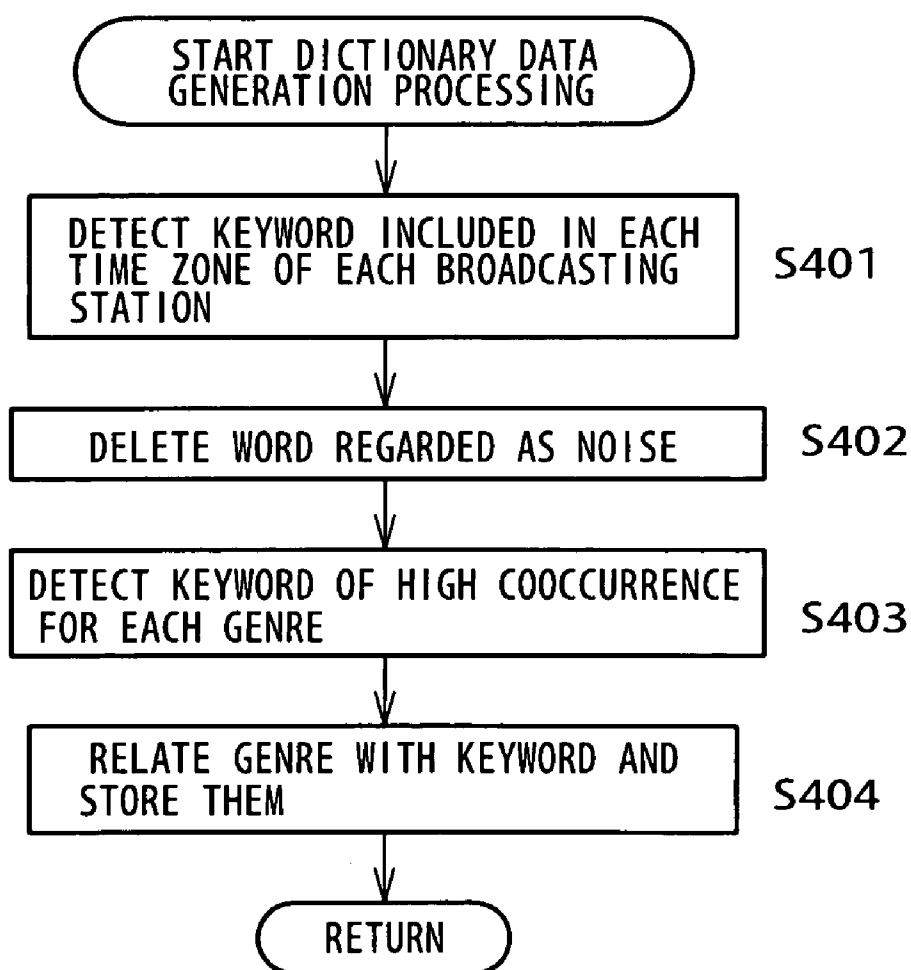 START DICTIONARY DATA
GENERATION PROCESSING
DETECT KEYWORD INCLUDED IN EACH
TIME ZONE OF EACH BROADCASTING
STATION
S401
DELETE WORD REGARDED AS NOISE
S402
DETECT KEYWORD OF HIGH COOCCURRENCE
FOR EACH GENRE
S403
RELATE GENRE WITH KEYWORD AND
STORE THEM
S404
RETURN